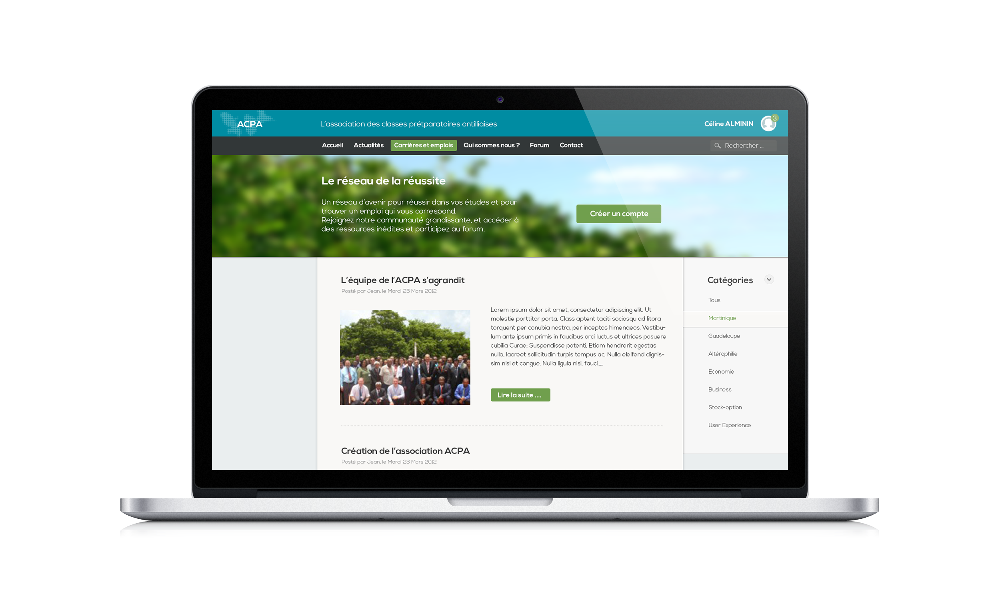 ACPA
L'association des classes prétparatoires antilliaises
Céline ALMININ
3
Accueil
Actualités
Carrières et emplois
Qui sommes nous ?
Forum
Contact
Rechercher ...
Le réseau de la réussite
Un réseau d'avenir pour réussir dans vos études et pour
trouver un emploi qui vous correspond.
Rejoignez notre communauté grandissante, et accéder à
des ressources inédites et participez au forum.
Créer un compte
L'équipe de l'ACPA s'agrandit
Posté par Jean, le Mardi 23 Mars 2012
Lorem ipsum dolor sit amet, consectetur adipiscing elit. Ut
molestie porttitor porta. Class aptent taciti sociosqu ad litora
torquent per conubia nostra, per inceptos himenaeos. Vestibu-
lum ante ipsum primis in faucibus orci luctus et ultrices posuere
cubilia Curae; Suspendisse potenti. Etiam hendrerit egestas
nulla, laoreet sollicitudin turpis tempus ac. Nulla eleifend dignis-
sim nisl et congue. Nulla ligula nisi, fauci.....
Lire la suite ....
Création de l'association ACPA
Posté par Jean, le Mardi 23 Mars 2012
Catégories
Tous
Martinique
Guadeloupe
Altérophilie
Economie
Business
Stock-option
User Experience